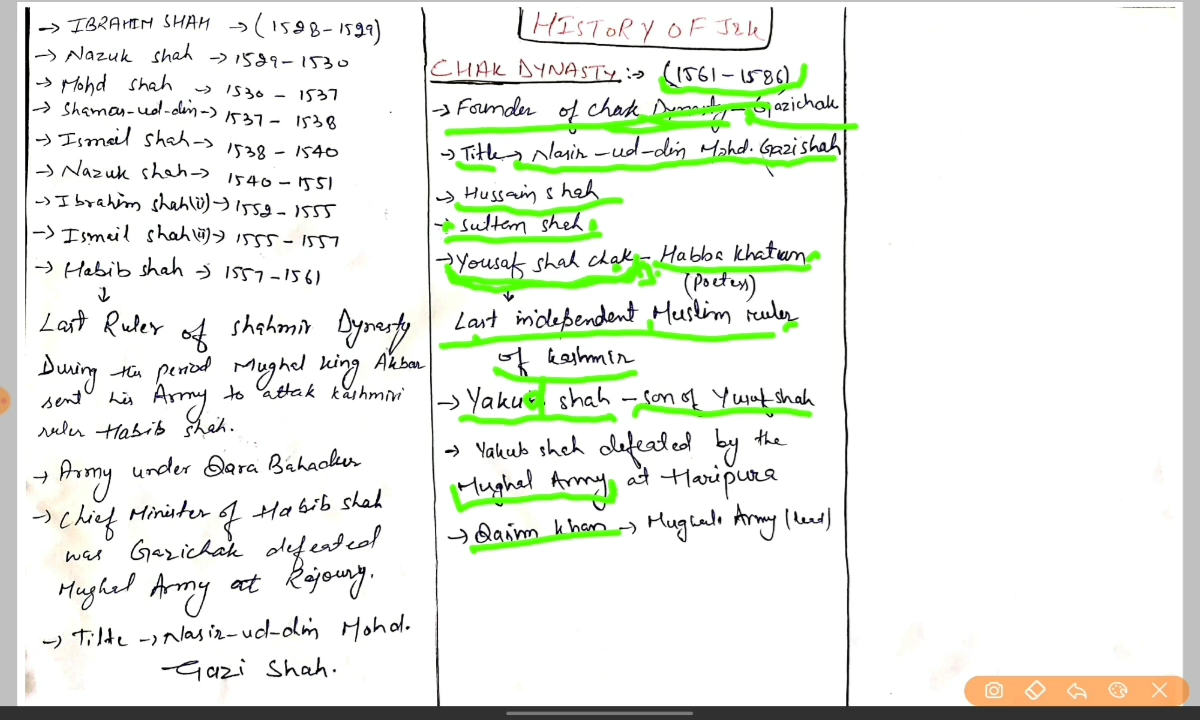 → IBRAHIM SHAH → (1528-1529)
→ Nazuk shah → 1529-1530
→ Mohd shah → 1530 - 1537
→ Shamas-ud-din → 1537 - 1538
→ Ismail shah → 1538 - 1540
→ Nazuk shah → 1540-1551
→ Ibrahim shah(ii) → 1552-1555
→ Ismail shah(ii) → 1555-1557
→ Habib shah → 1557-1561
↓
Last Ruler of shahmir Dynasty
During the period Mughal king Akbar
sent his Army to attak kashmiri
ruler Habib shah.
→ Army under Qara Bahadur
→ Chief Minister of Habib shah
was Gazichak defeated
Mughal Army at Rajoury.
→ Tilte → Nasir-ud-din Mohd.
Gazi Shah.
HISTORY OF J&k
CHAK DYNASTY :→ (1561-1586)
→ Founder of chak Dynasty - Gazichak
→ Title → Nasir-ud-din Mohd. Gazishah
→ Hussain shah
→ sultan shah
→ Yousaf shah chak - Habba Khatun
(Poetess)
↓
Last independent Muslim ruler
of kashmir
→ Yakub shah - son of Yusuf shah
→ Yakub shah defeated by the
Mughal Army at Haripura
→ Qasim khan → Mughals Army (lead)